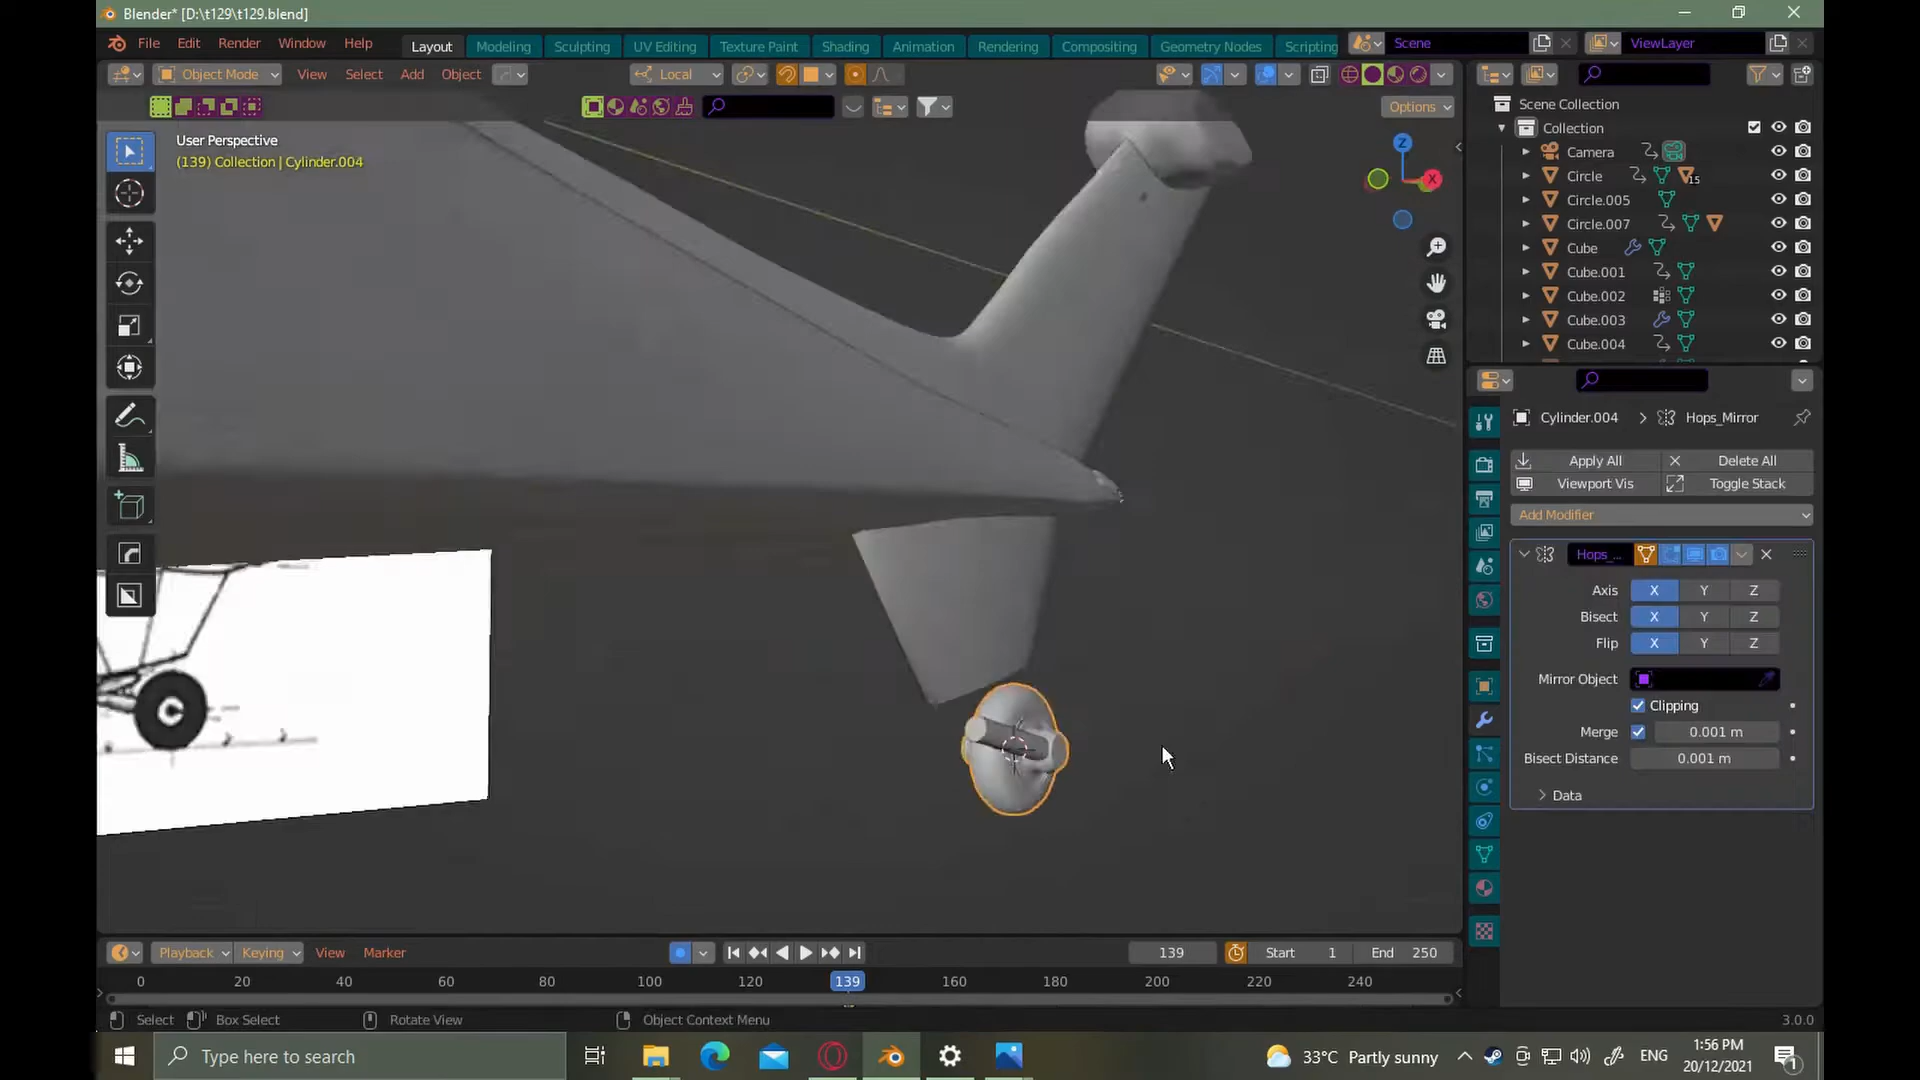 Blender* [D:\t129\t129.blend]
File Edit Render Window Help
Layout Modeling Sculpting UV Editing Texture Paint Shading Animation Rendering Compositing Geometry Nodes Scripting
Scene ViewLayer
Object Mode View Select Add Object Local
Options
User Perspective
(139) Collection | Cylinder.004
Z
X
Scene Collection
Collection
Camera
Circle 15
Circle.005
Circle.007
Cube
Cube.001
Cube.002
Cube.003
Cube.004
Cylinder.004 > Hops_Mirror
Apply All Delete All
Viewport Vis Toggle Stack
Add Modifier
Hops_...
Axis X Y Z
Bisect X Y Z
Flip X Y Z
Mirror Object
Clipping
Merge 0.001 m
Bisect Distance 0.001 m
Data
Playback Keying View Marker 139 Start 1 End 250
0 20 40 60 80 100 120 139 160 180 200 220 240
Select Box Select Rotate View Object Context Menu 3.0.0
Type here to search 33°C Partly sunny ENG 1:56 PM
20/12/2021
1